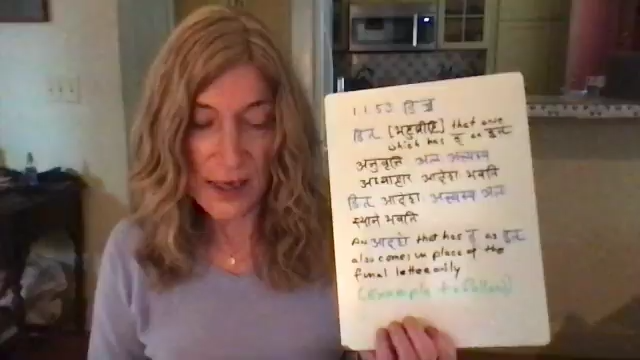 1.1.53 ङिच्च
ङित् [बहुव्रीहि] that one
which has ङ् as इत्
अनुवृत्ति अलः अन्त्यस्य
अध्याहार आदेशः भवति
ङित् आदेशः अन्त्यस्य अलः
स्थाने भवति
An आदेश that has ङ् as इत्
also comes in place of the
final letter only
(Example to follow)